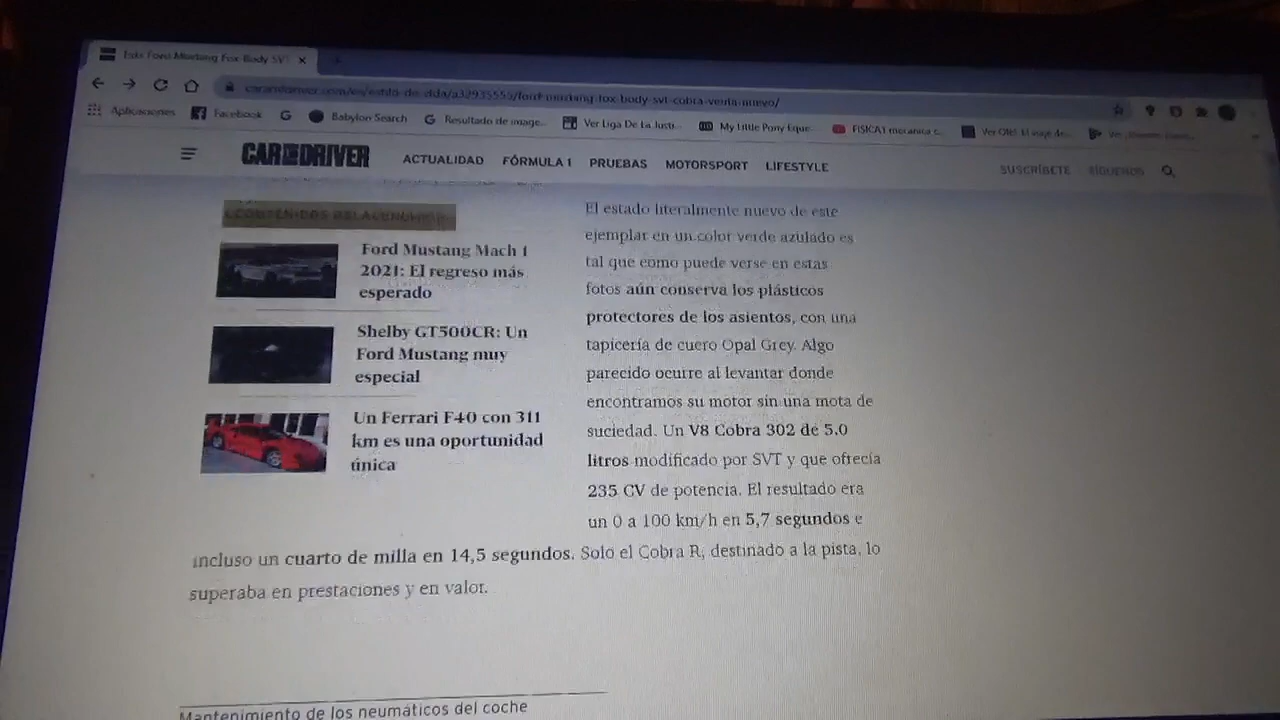 Este Ford Mustang Fox Body SVT
caranddriver.com/es/estilo-de-vida/a32935555/ford-mustang-fox-body-svt-cobra-venta-nuevo/
Aplicaciones Facebook Babylon Search Resultado de image... Ver Liga De La Justi... My Little Pony Eque... FISICA1 mecanica c...
CAR AND DRIVER ACTUALIDAD FÓRMULA 1 PRUEBAS MOTORSPORT LIFESTYLE SUSCRÍBETE SÍGUENOS
CONTENIDOS RELACIONADOS
Ford Mustang Mach 1
2021: El regreso más
esperado
Shelby GT500CR: Un
Ford Mustang muy
especial
Un Ferrari F40 con 311
km es una oportunidad
única
El estado literalmente nuevo de este
ejemplar en un color verde azulado es
tal que como puede verse en estas
fotos aún conserva los plásticos
protectores de los asientos, con una
tapicería de cuero Opal Grey. Algo
parecido ocurre al levantar donde
encontramos su motor sin una mota de
suciedad. Un V8 Cobra 302 de 5.0
litros modificado por SVT y que ofrecía
235 CV de potencia. El resultado era
un 0 a 100 km/h en 5,7 segundos e
incluso un cuarto de milla en 14,5 segundos. Solo el Cobra R, destinado a la pista, lo
superaba en prestaciones y en valor.
Mantenimiento de los neumáticos del coche